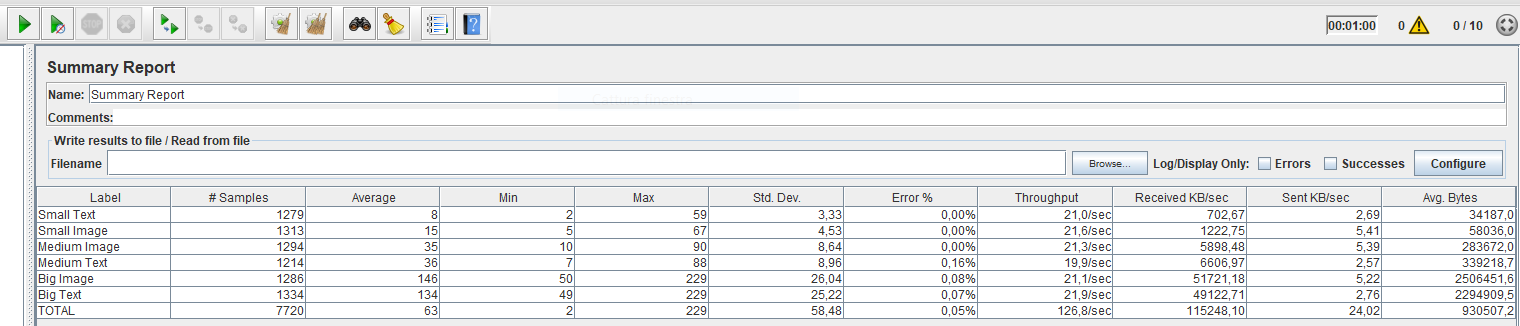 STOP 00:01:00 0 0 / 10
Summary Report
Name: Summary Report
Comments:
Write results to file / Read from file
Filename Browse... Log/Display Only: Errors Successes Configure
Label # Samples Average Min Max Std. Dev. Error % Throughput Received KB/sec Sent KB/sec Avg. Bytes
Small Text 1279 8 2 59 3,33 0,00% 21,0/sec 702,67 2,69 34187,0
Small Image 1313 15 5 67 4,53 0,00% 21,6/sec 1222,75 5,41 58036,0
Medium Image 1294 35 10 90 8,64 0,00% 21,3/sec 5898,48 5,39 283672,0
Medium Text 1214 36 7 88 8,96 0,16% 19,9/sec 6606,97 2,57 339218,7
Big Image 1286 146 50 229 26,04 0,08% 21,1/sec 51721,18 5,22 2506451,6
Big Text 1334 134 49 229 25,22 0,07% 21,9/sec 49122,71 2,76 2294909,5
TOTAL 7720 63 2 229 58,48 0,05% 126,8/sec 115248,10 24,02 930507,2